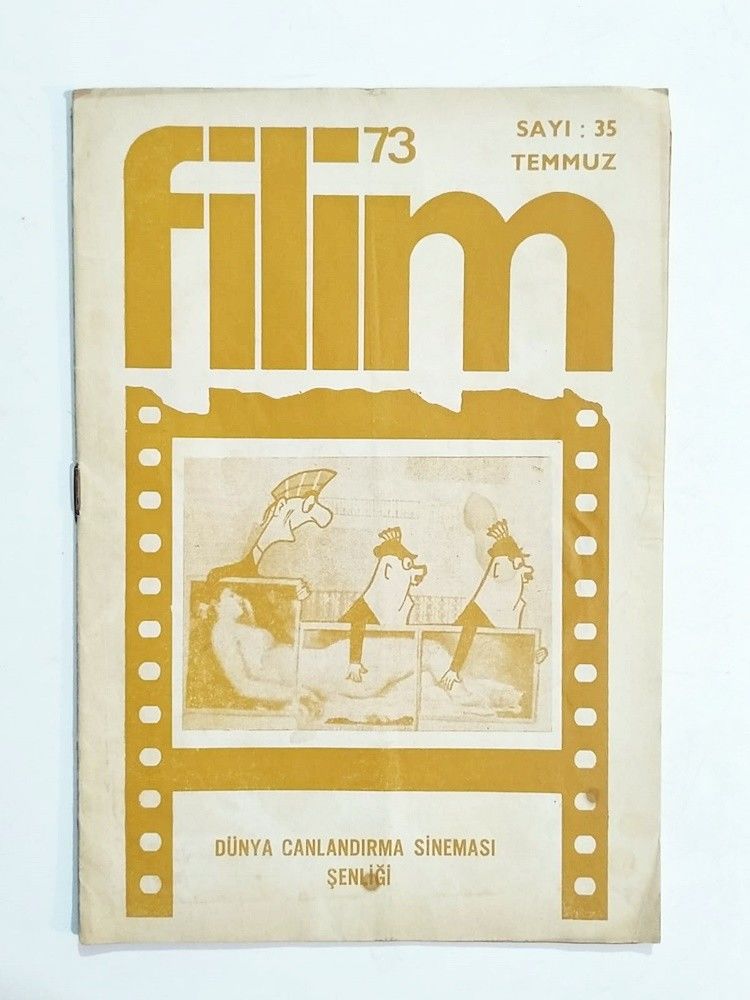 filim 73
SAYI : 35
TEMMUZ
DÜNYA CANLANDIRMA SİNEMASI
ŞENLİĞİ